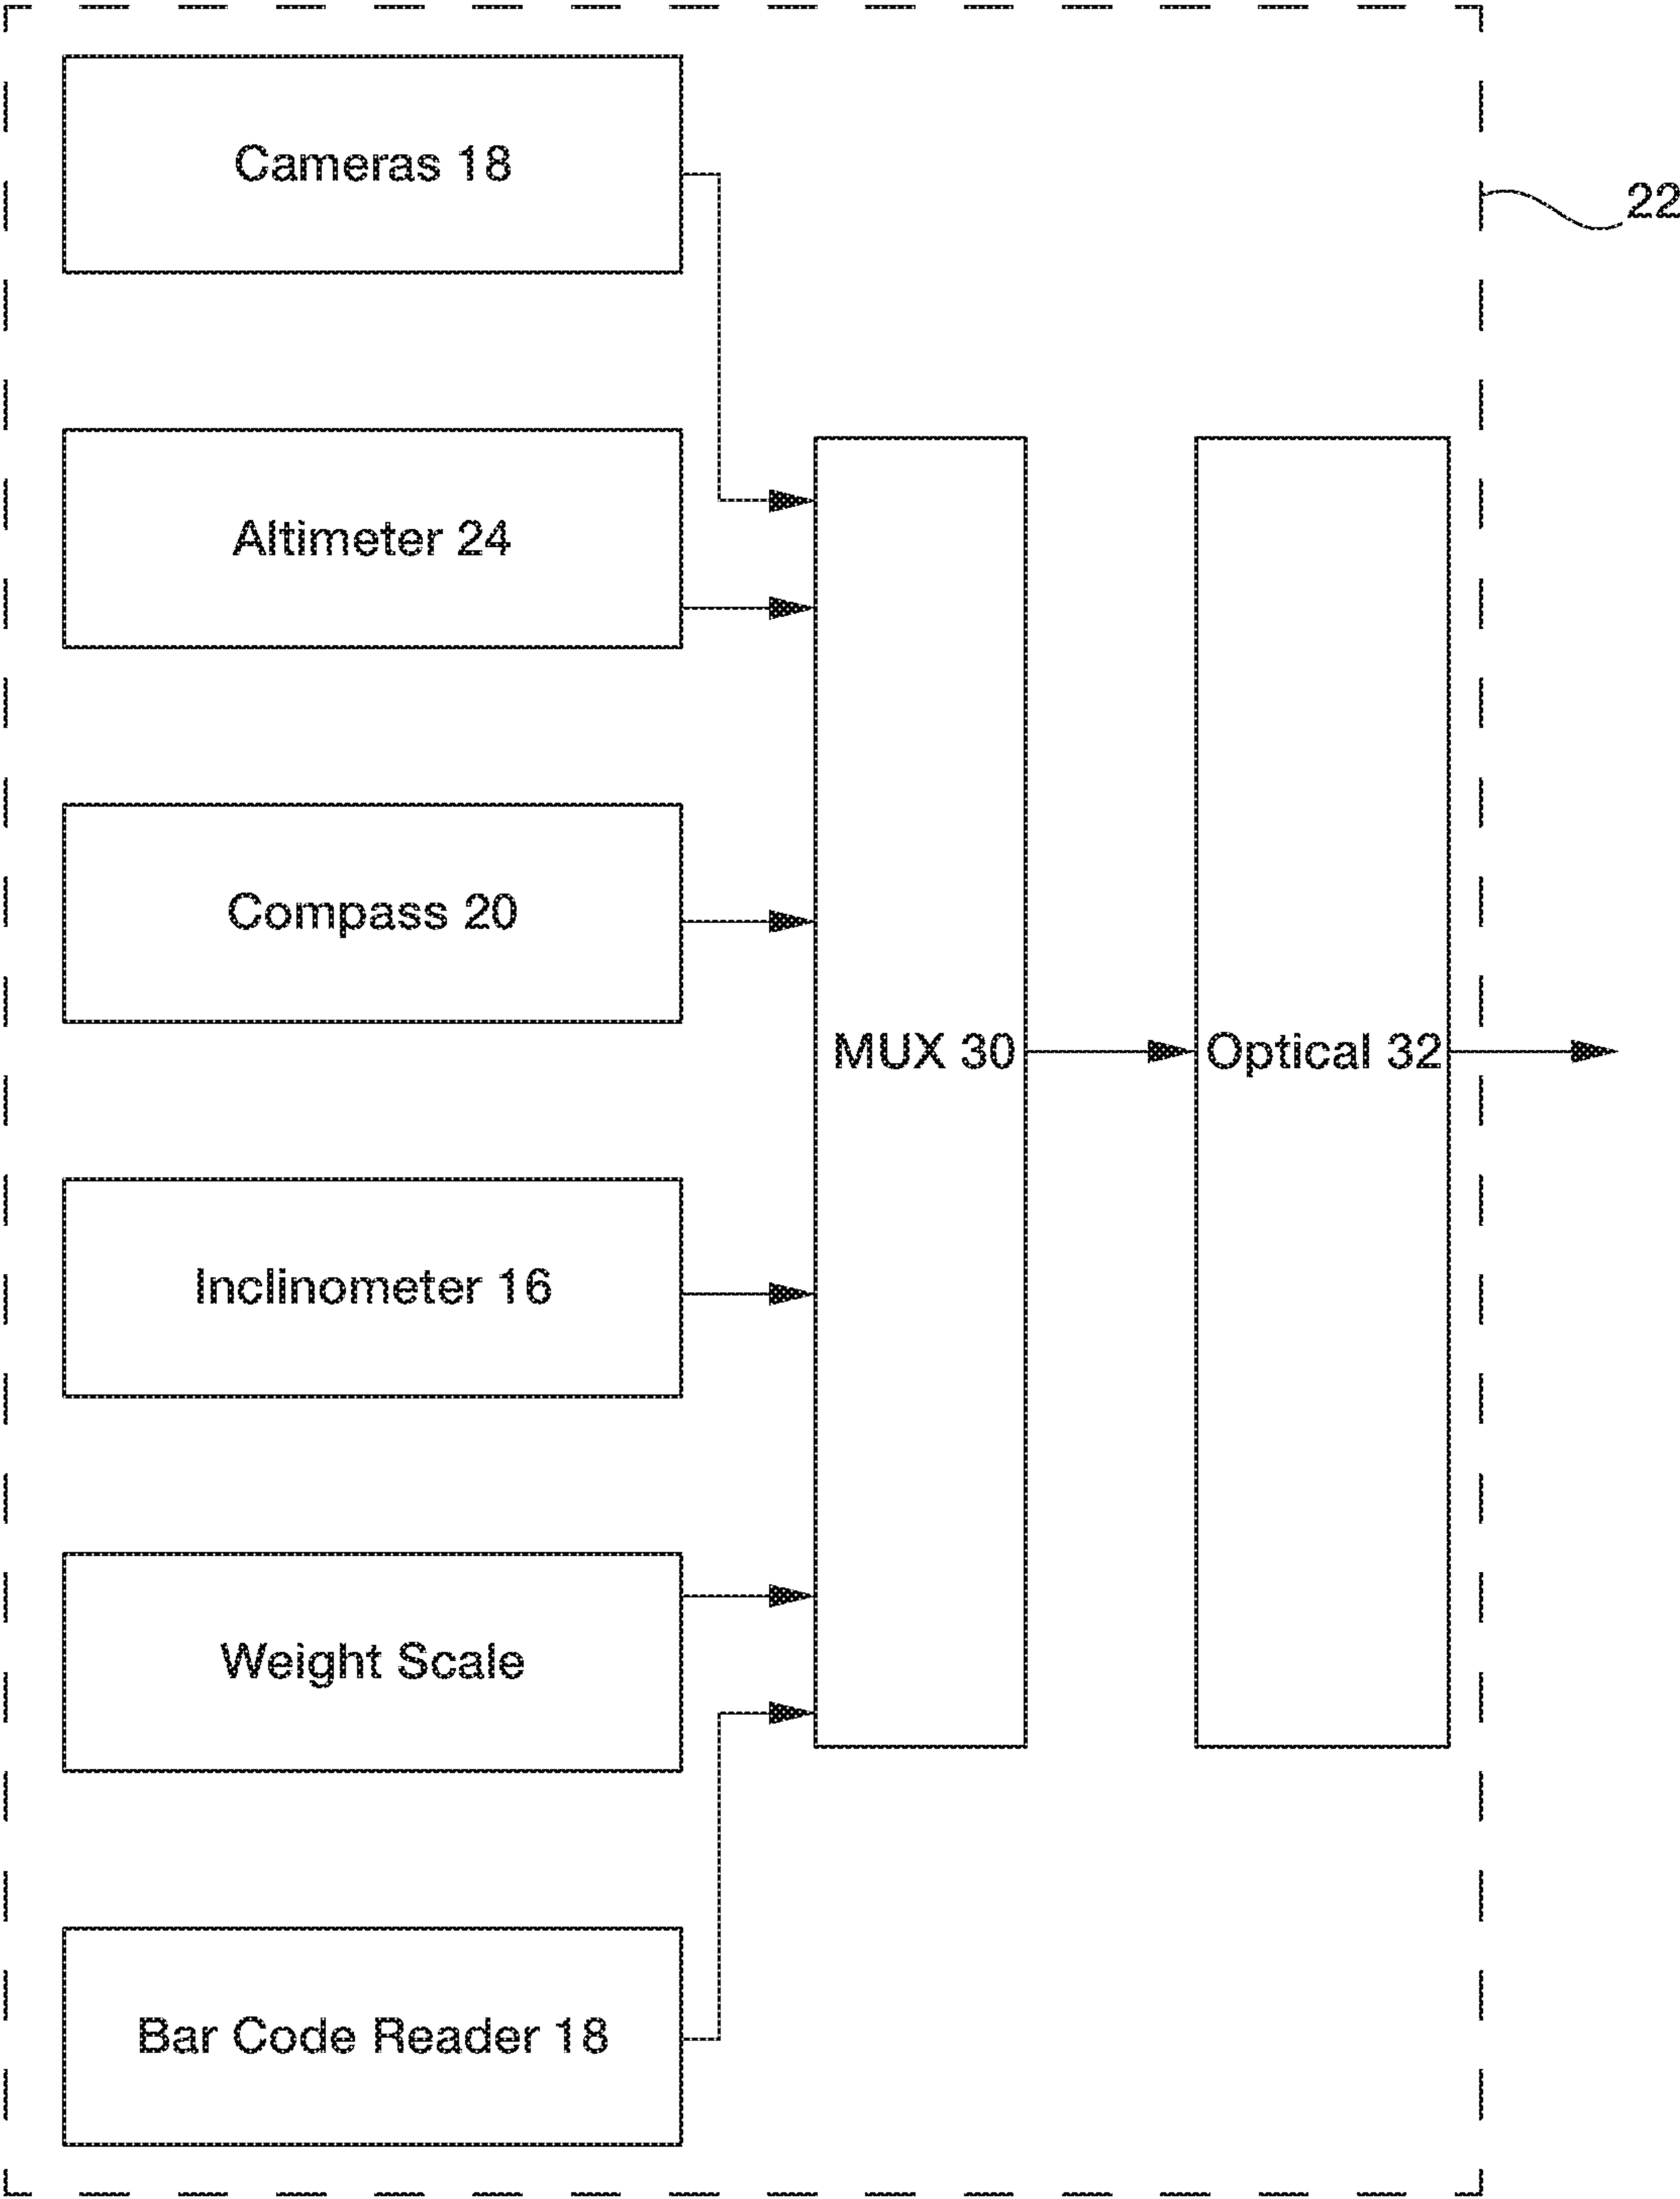 Cameras 18
22
Altimeter 24
Compass 20
MUX 30
Optical 32
Inclinometer 16
Weight Scale
Bar Code Reader 18